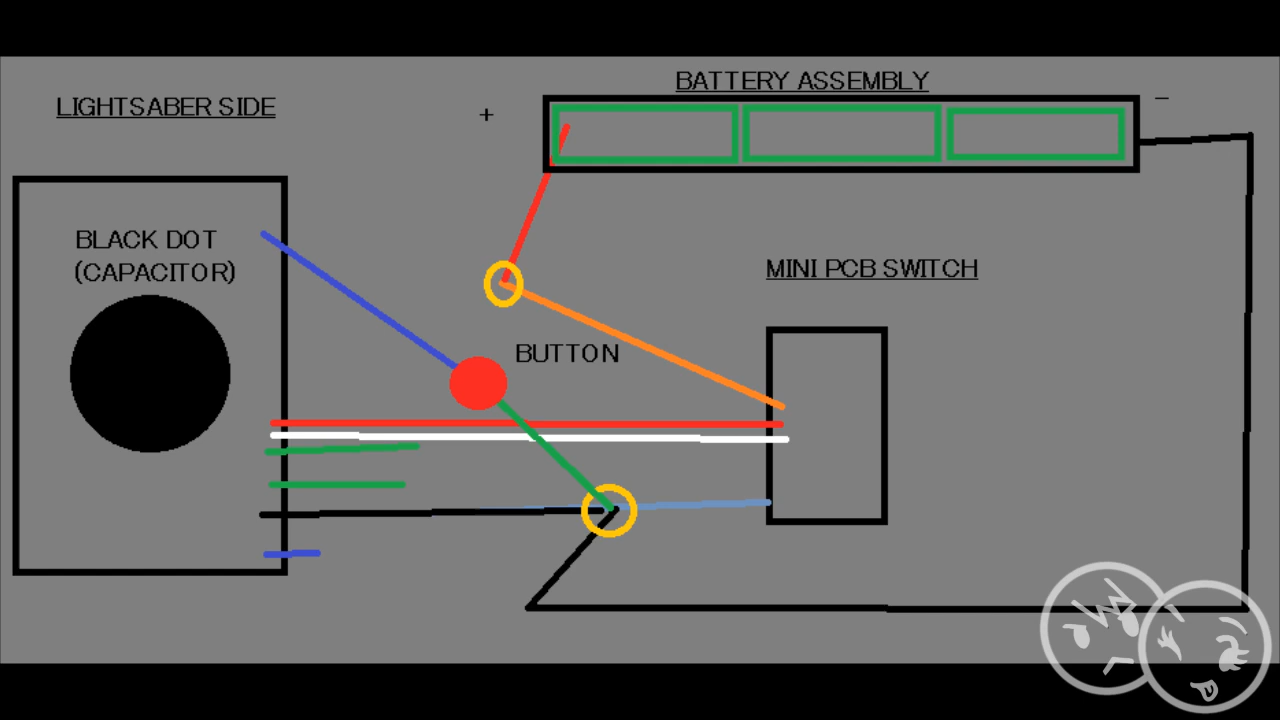 BATTERY ASSEMBLY
LIGHTSABER SIDE
+
–
BLACK DOT
(CAPACITOR)
MINI PCB SWITCH
BUTTON